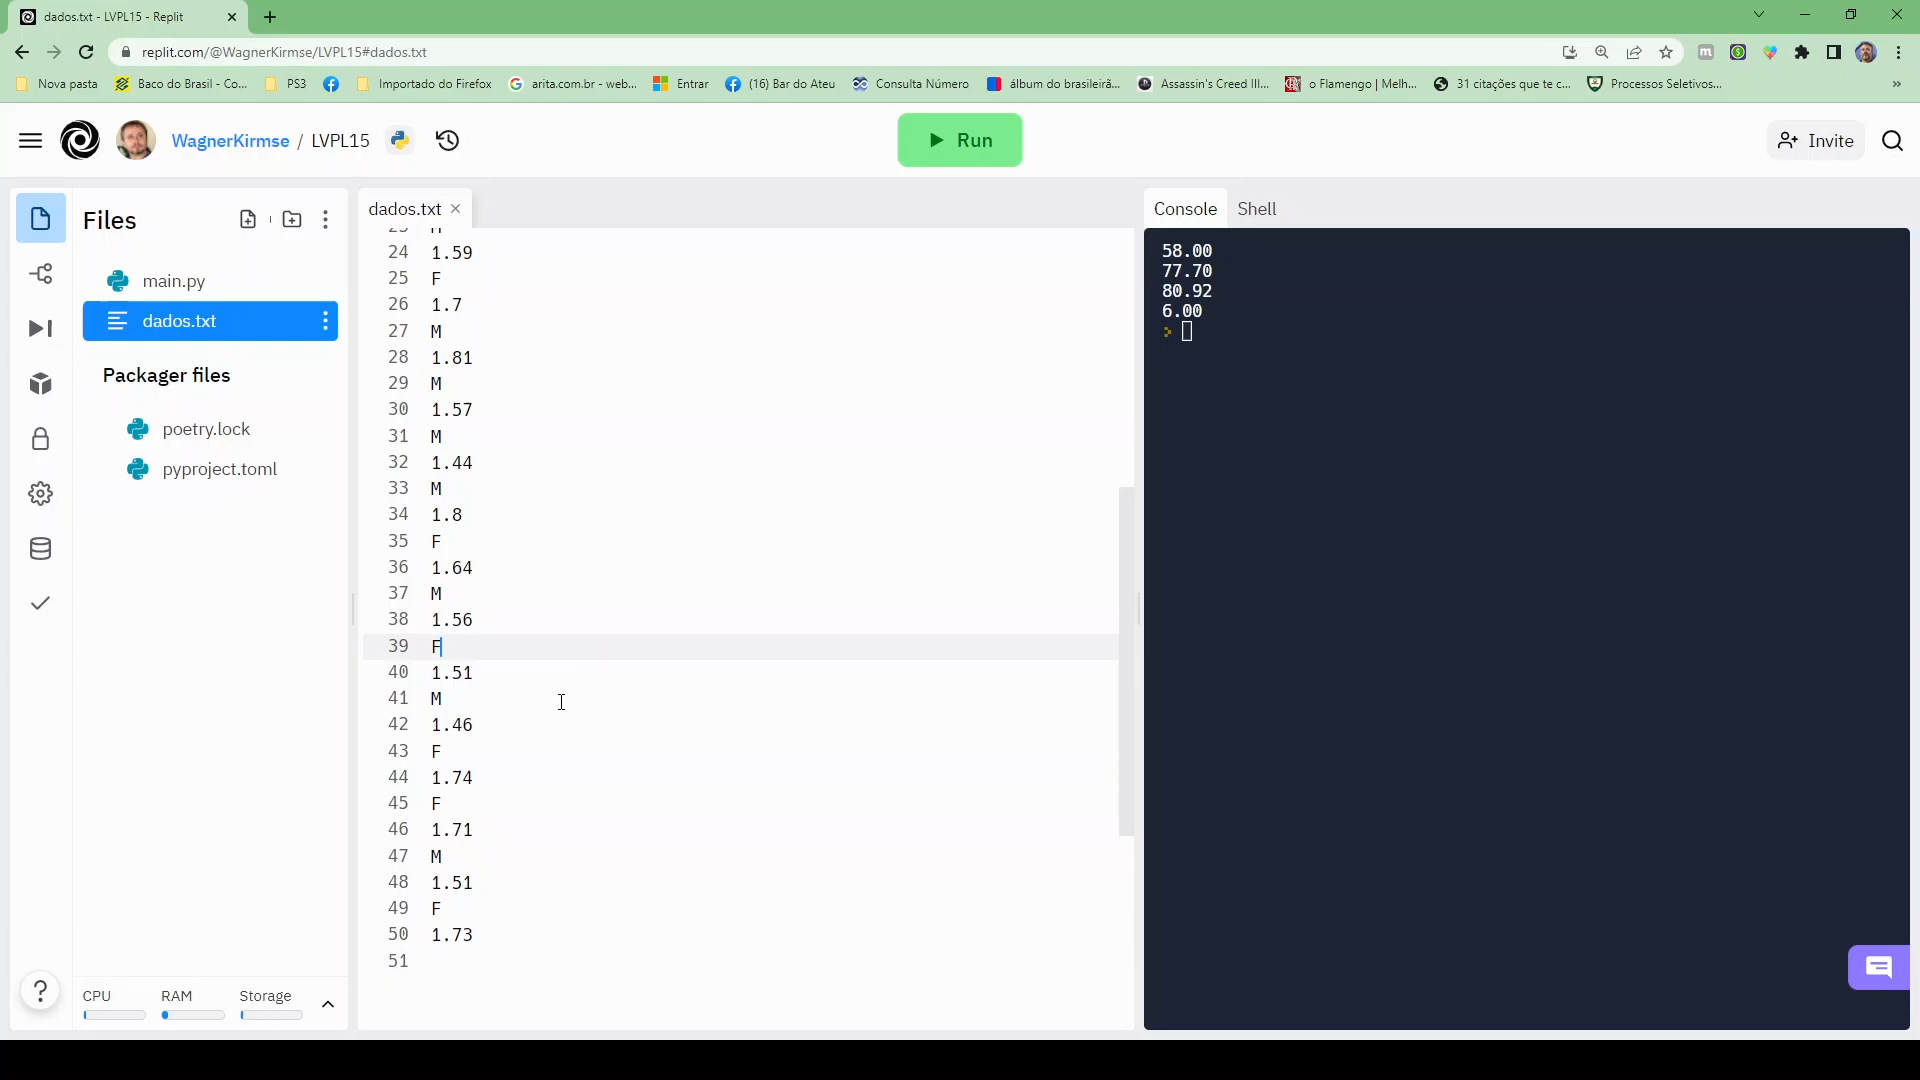 dados.txt - LVPL15 - Replit
replit.com/@WagnerKirmse/LVPL15#dados.txt
Nova pasta
Baco do Brasil - Co...
PS3
Importado do Firefox
arita.com.br - web...
Entrar
(16) Bar do Ateu
Consulta Número
álbum do brasileirã...
Assassin's Creed III...
o Flamengo | Melh...
31 citações que te c...
Processos Seletivos...
»
WagnerKirmse / LVPL15
Run
Invite
Files
main.py
dados.txt
Packager files
poetry.lock
pyproject.toml
CPU
RAM
Storage
?
dados.txt
24 1.59
25 F
26 1.7
27 M
28 1.81
29 M
30 1.57
31 M
32 1.44
33 M
34 1.8
35 F
36 1.64
37 M
38 1.56
39 F
40 1.51
41 M
42 1.46
43 F
44 1.74
45 F
46 1.71
47 M
48 1.51
49 F
50 1.73
51
Console
Shell
58.00
77.70
80.92
6.00
>